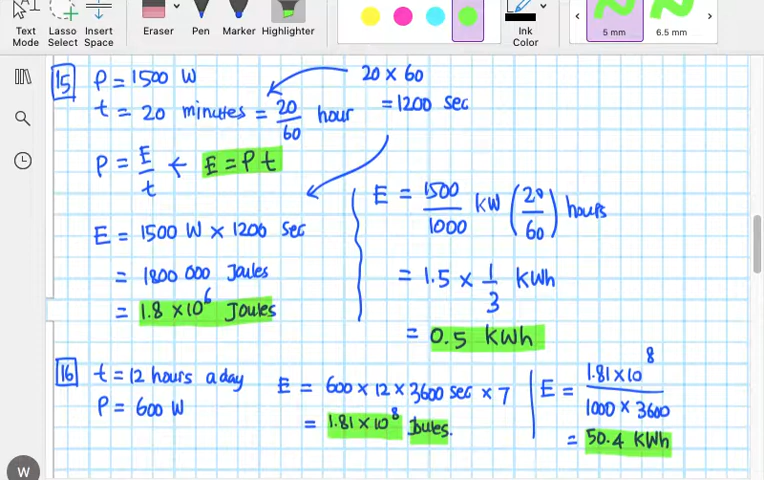 Text Mode
Lasso Select
Insert Space
Eraser
Pen
Marker
Highlighter
Ink Color
5 mm
6.5 mm
15 P = 1500 W
t = 20 minutes = 20/60 hour
20 × 60
= 1200 sec
P = E/t ← E = P t
E = 1500 W × 1200 sec
= 1800 000 Joules
= 1.8 × 10^6 Joules
E = 1500/1000 kW (20/60) hours
= 1.5 × 1/3 kWh
= 0.5 kWh
16 t = 12 hours a day
P = 600 W
E = 600 × 12 × 3600 sec × 7
= 1.81 × 10^8 Joules.
E = 1.81 × 10^8 / 1000 × 3600
= 50.4 kWh
W